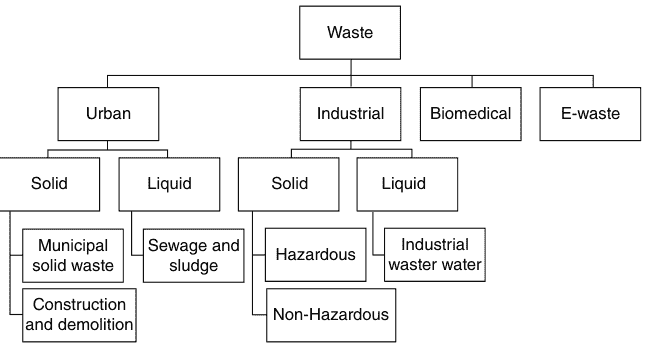 Waste
Urban
Industrial
Biomedical
E-waste
Solid
Liquid
Solid
Liquid
Municipal
solid waste
Sewage and
sludge
Hazardous
Industrial
waster water
Construction
and demolition
Non-Hazardous